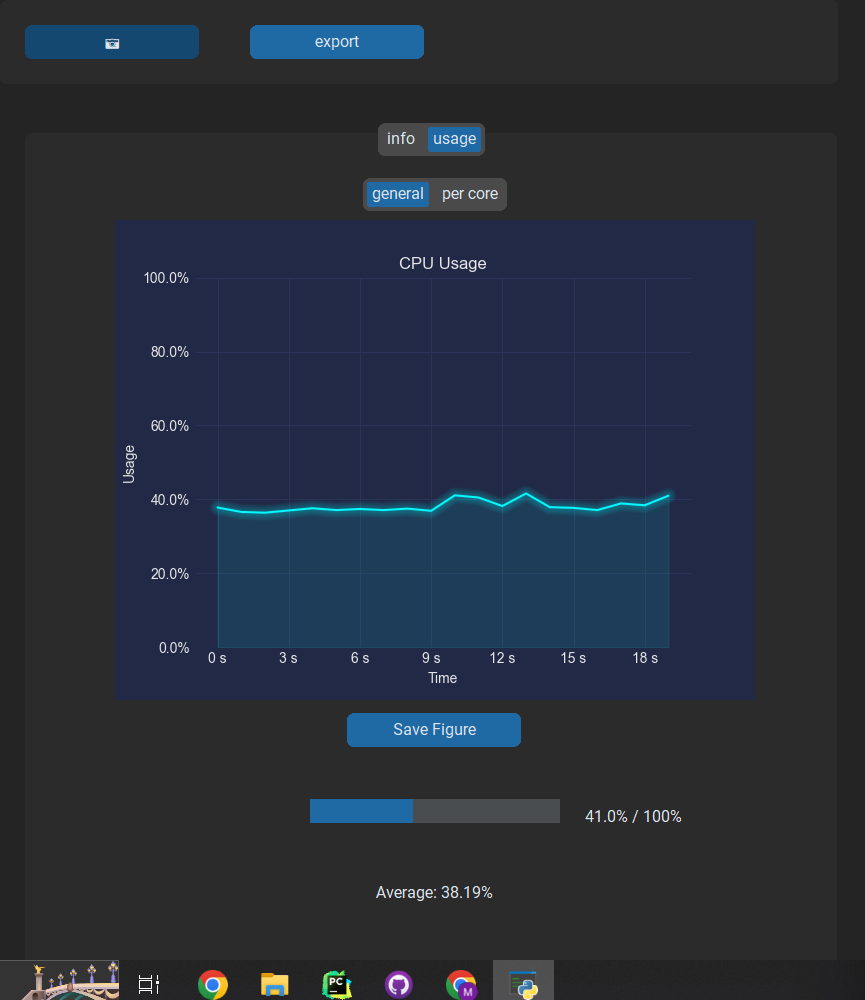 export
info usage
general per core
CPU Usage
100.0%
80.0%
60.0%
40.0%
20.0%
0.0%
Usage
0 s 3 s 6 s 9 s 12 s 15 s 18 s
Time
Save Figure
41.0% / 100%
Average: 38.19%
PC
M